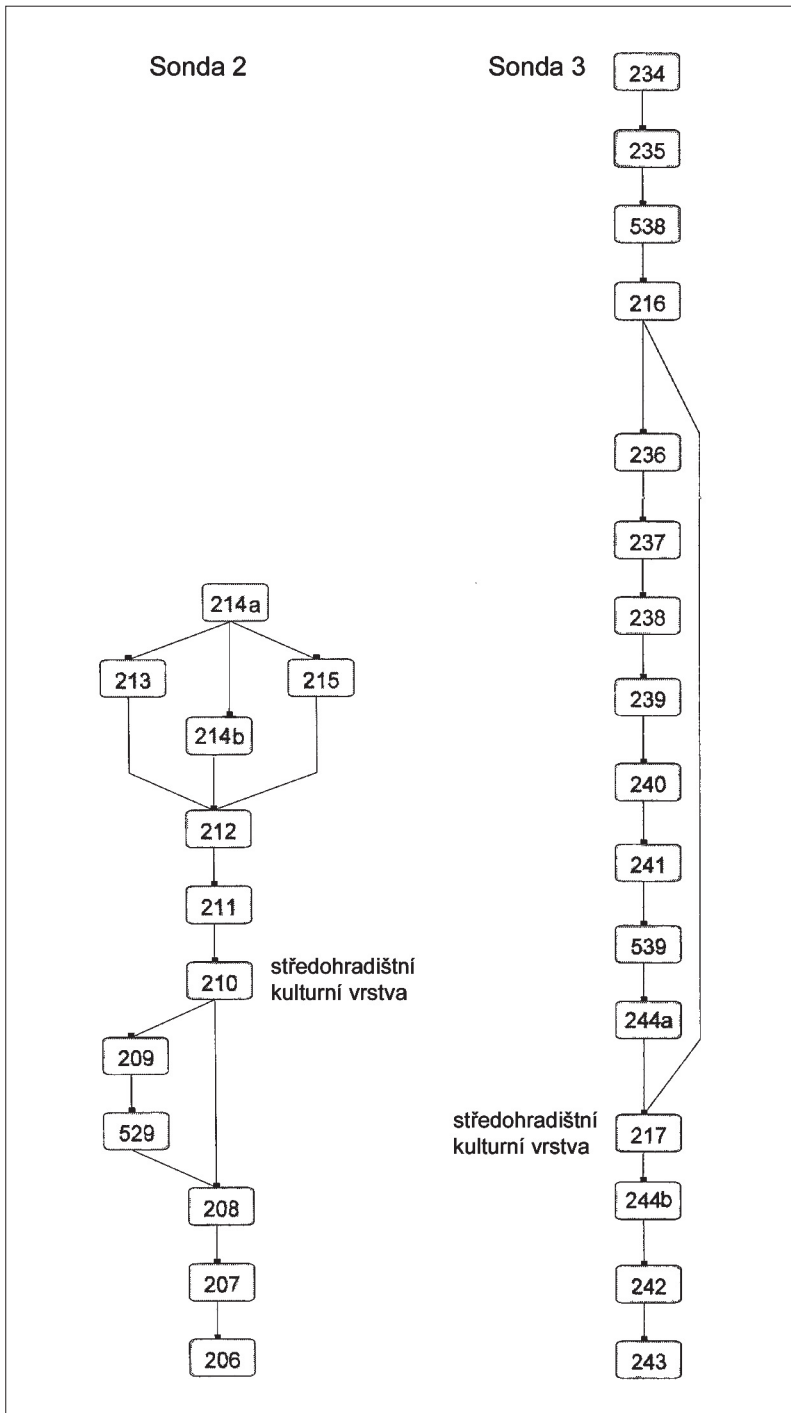 Sonda 2
214a
213
215
214b
212
211
210
středohradištní
kulturní vrstva
209
529
208
207
206
Sonda 3
234
235
538
216
236
237
238
239
240
241
539
244a
středohradištní
kulturní vrstva
217
244b
242
243